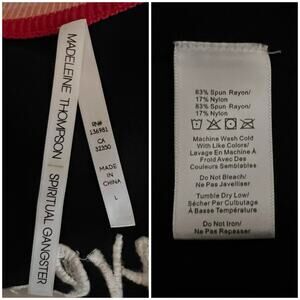 MADELEINE THOMPSON | SPIRITUAL GANGSTER
RN#
136981
CA
32350
MADE
IN
CHINA
L
83% Spun Rayon/
17% Nylon
83% Spun Rayon/
17% Nylon
Machine Wash Cold
With Like Colors/
Lavage En Machine À
Froid Avec Des
Couleurs Semblables
Do Not Bleach/
Ne Pas Javelliser
Tumble Dry Low/
Sécher Par Culbutage
À Basse Température
Do Not Iron/
Ne Pas Repasser